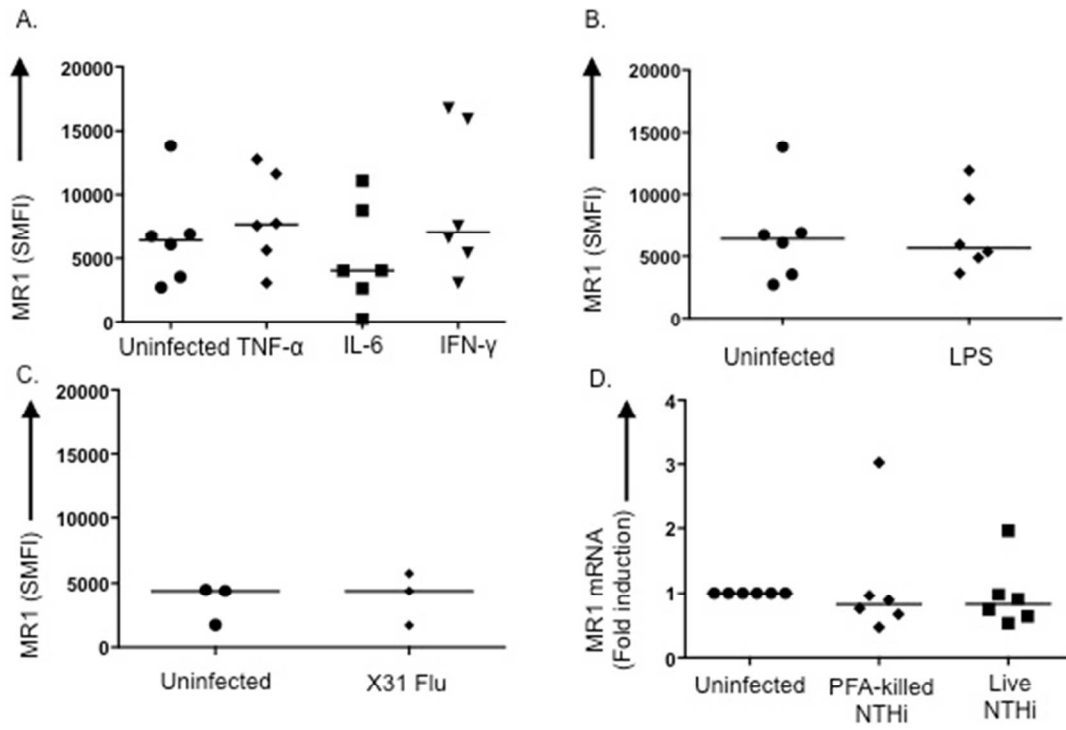 A.
MR1 (SMFI)
20000
15000
10000
5000
0
Uninfected TNF-α IL-6 IFN-γ
B.
MR1 (SMFI)
20000
15000
10000
5000
0
Uninfected LPS
C.
MR1 (SMFI)
20000
15000
10000
5000
0
Uninfected X31 Flu
D.
MR1 mRNA
(Fold induction)
4
3
2
1
0
Uninfected PFA-killed Live
NTHi NTHi